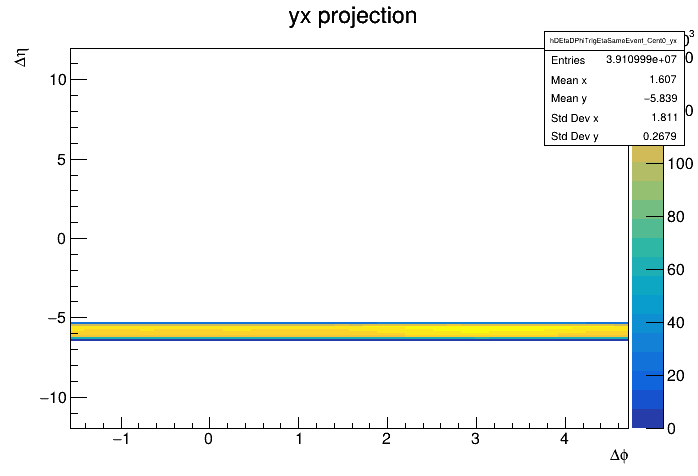 yx projection
hDEtaDPhiTrigEtaSameEvent_Cent0_yx
Entries 3.910999e+07
Mean x 1.607
Mean y −5.839
Std Dev x 1.811
Std Dev y 0.2679
Δη
10
5
0
−5
−10
−1 0 1 2 3 4
Δϕ
100
80
60
40
20
0